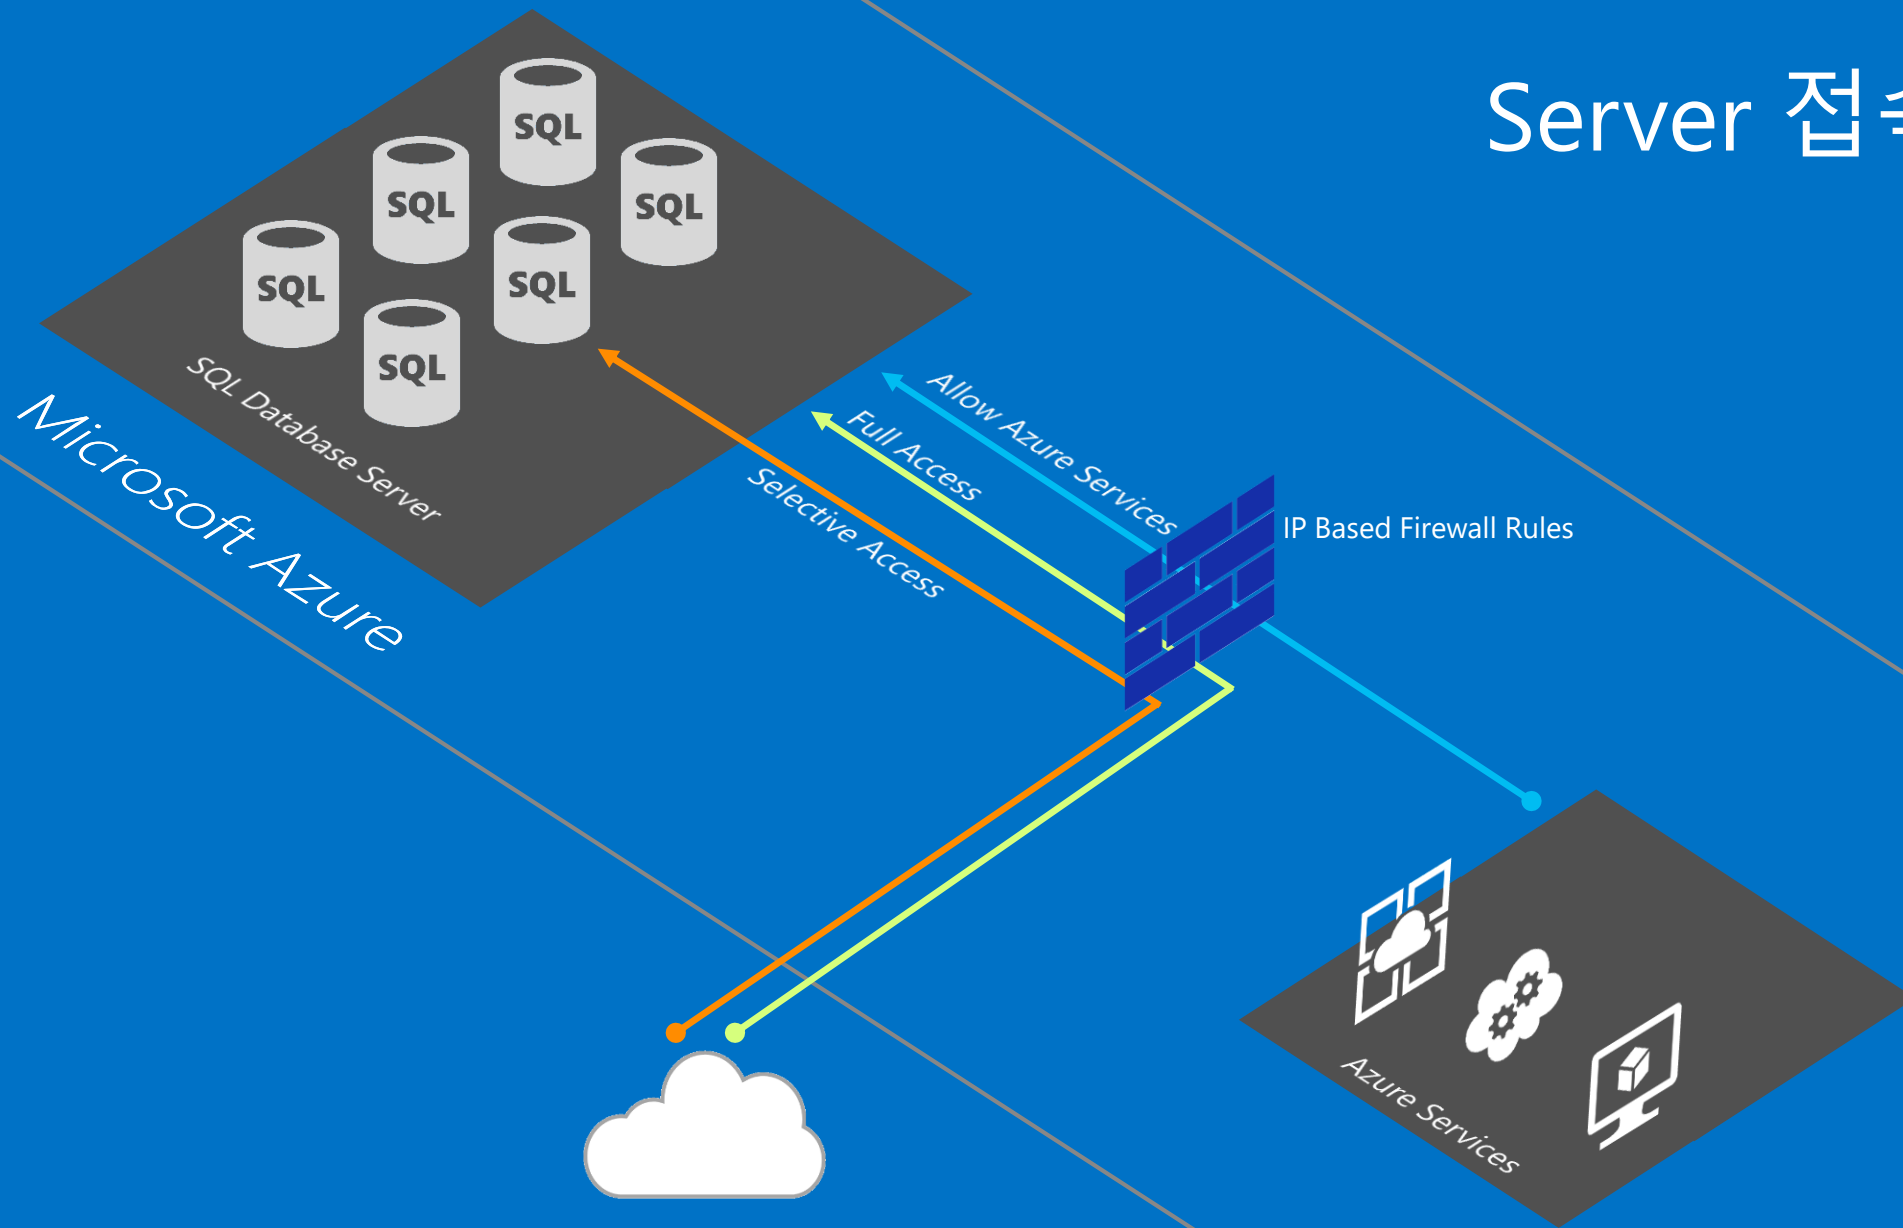 Server 접속
SQL
SQL
SQL
SQL
SQL
SQL
SQL Database Server
Microsoft Azure
Allow Azure Services
Full Access
Selective Access
IP Based Firewall Rules
Azure Services